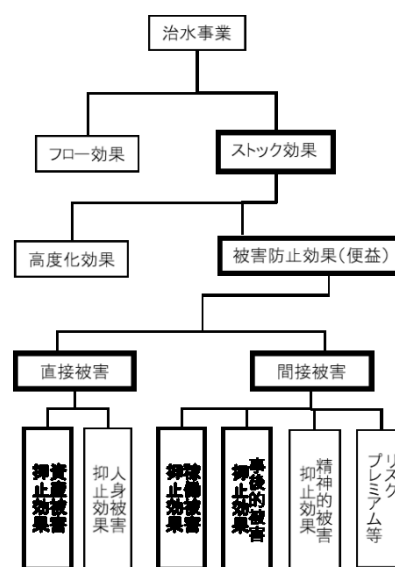 治水事業
フロー効果
ストック効果
高度化効果
被害防止効果(便益)
直接被害
間接被害
資産被害
抑止効果
人身被害
抑止効果
稼働被害
抑止効果
事後的被害
抑止効果
精神的被害
抑止効果
リスク
プレミアム等